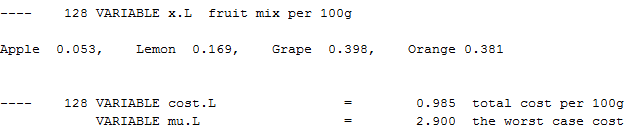 ----    128 VARIABLE x.L  fruit mix per 100g
Apple  0.053,    Lemon  0.169,    Grape  0.398,    Orange 0.381
----    128 VARIABLE cost.L                =        0.985  total cost per 100g
            VARIABLE mu.L                  =        2.900  the worst case cost